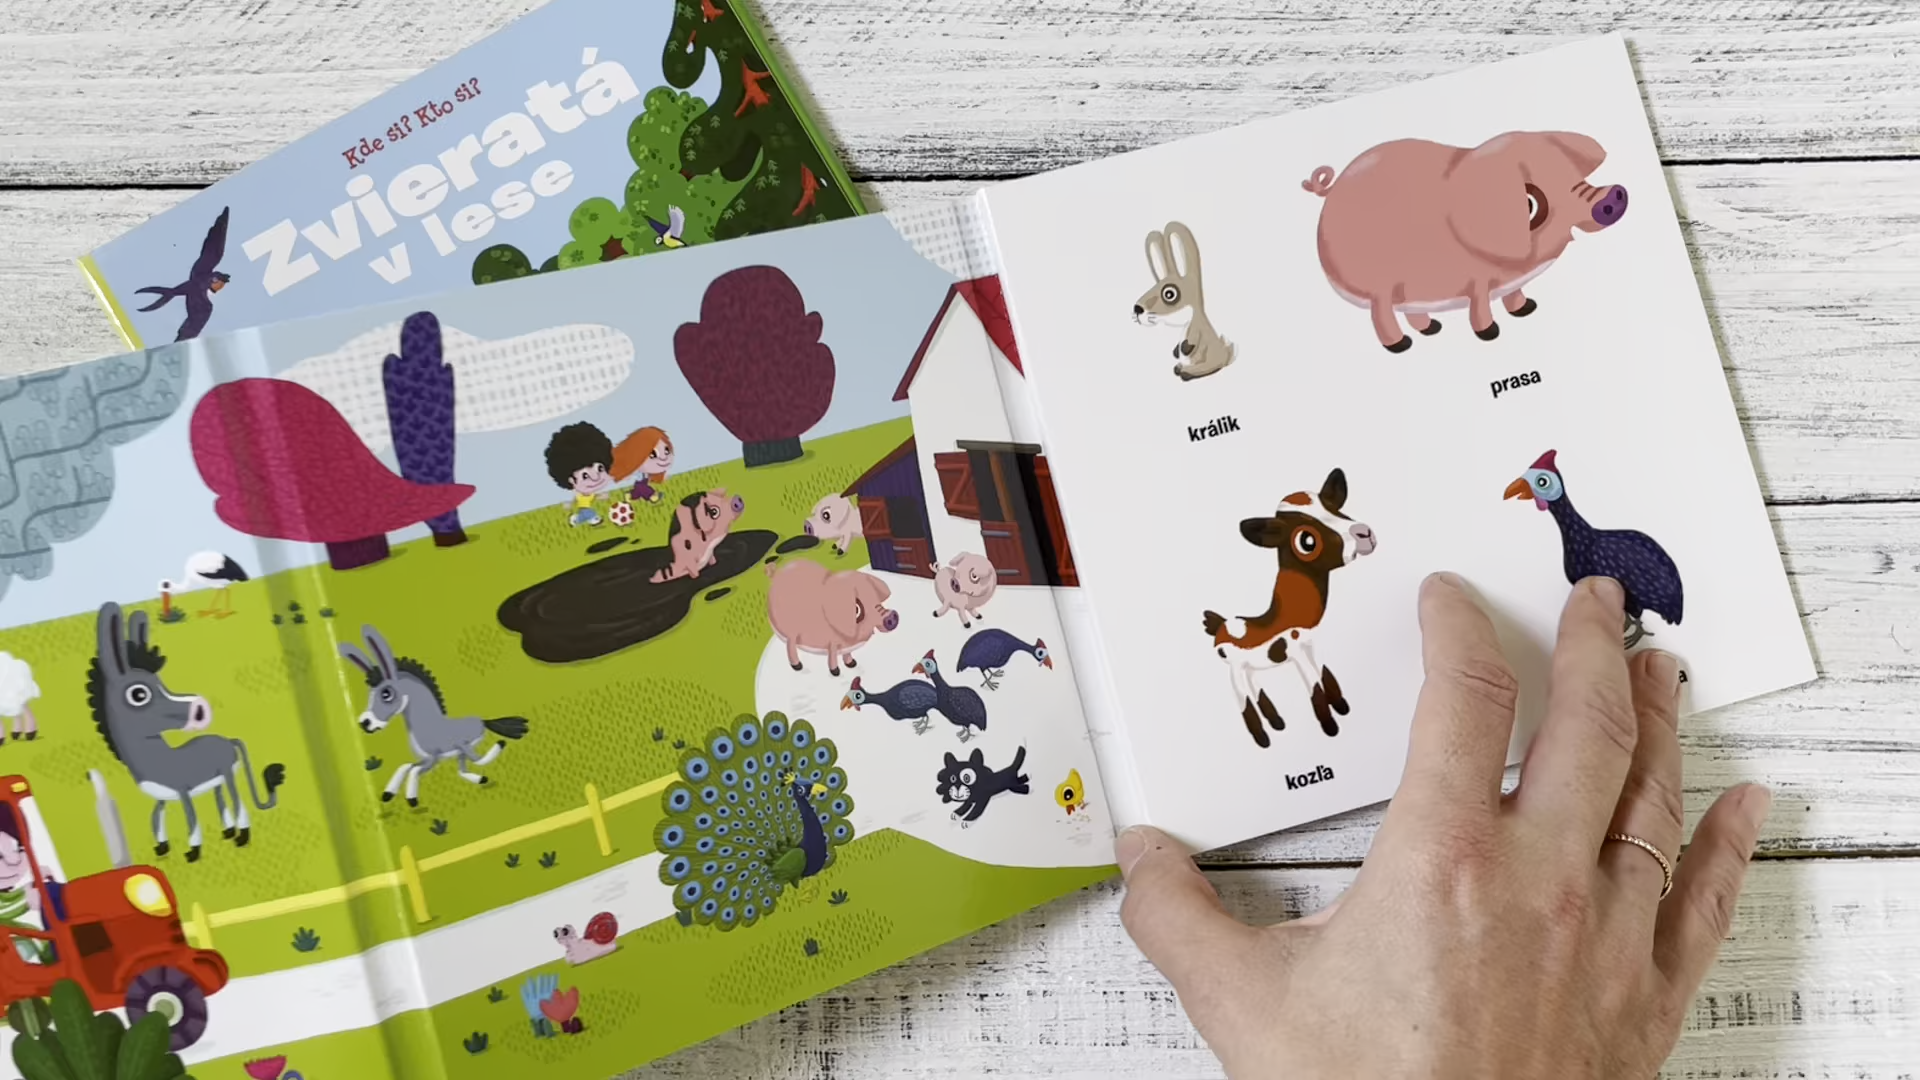 Kde si? Kto si?
Zvieratá
v lese
králik
prasa
kozľa